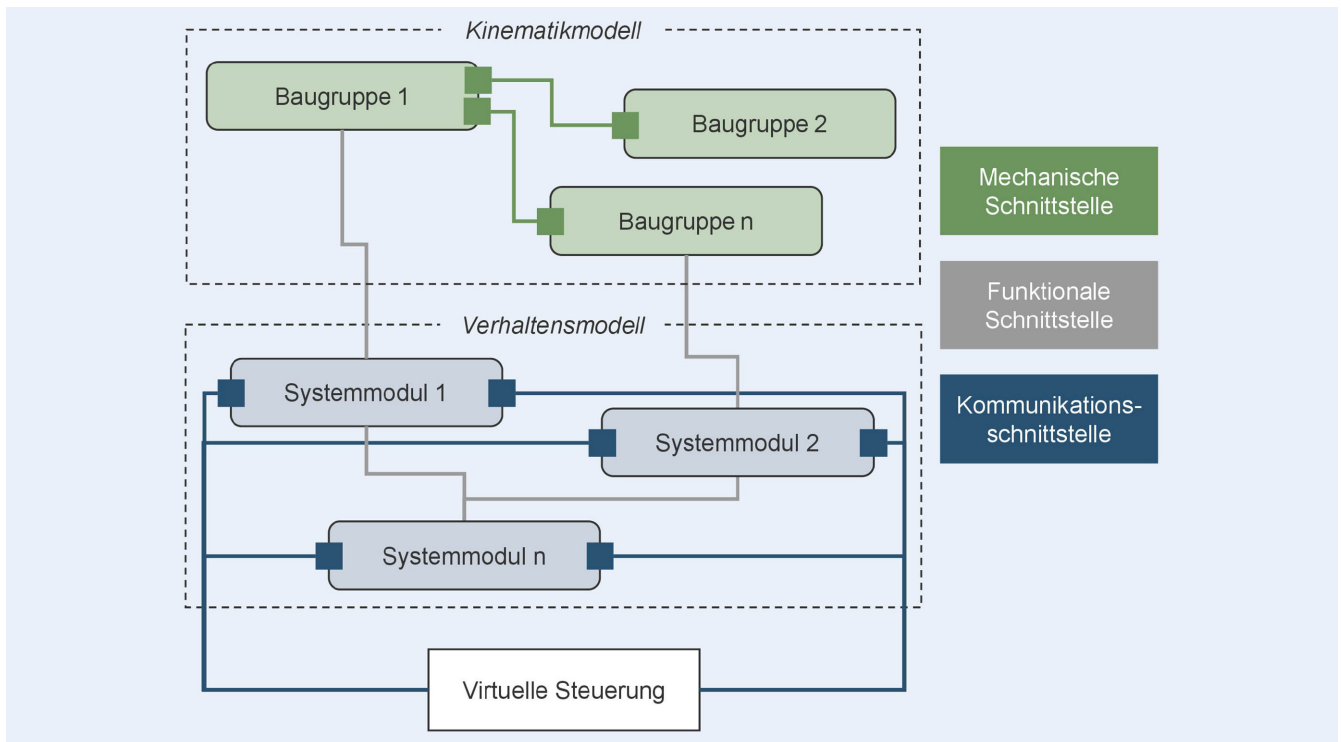 Kinematikmodell
Baugruppe 1
Baugruppe 2
Baugruppe n
Mechanische
Schnittstelle
Funktionale
Schnittstelle
Verhaltensmodell
Systemmodul 1
Kommunikations-
schnittstelle
Systemmodul 2
Systemmodul n
Virtuelle Steuerung